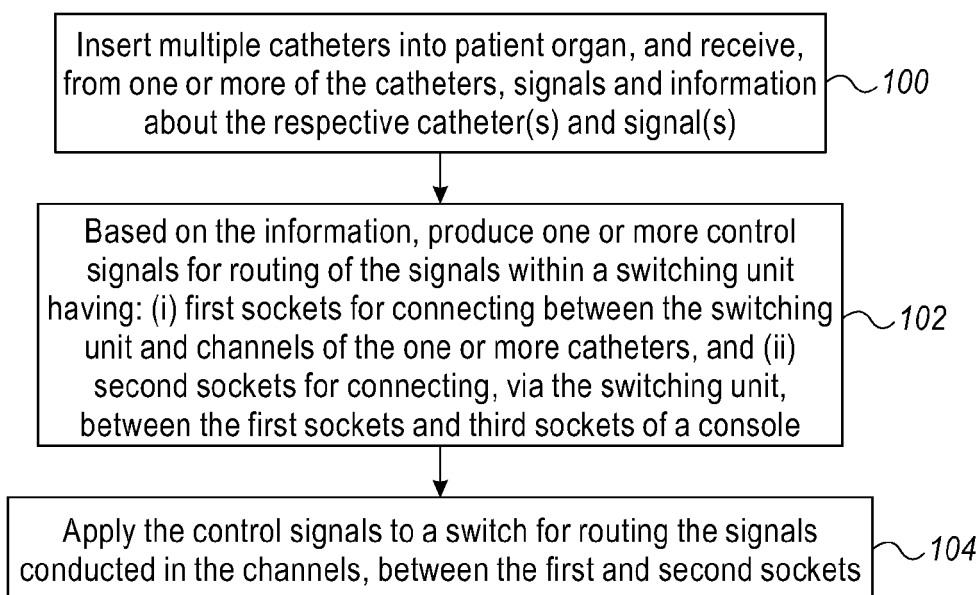 Insert multiple catheters into patient organ, and receive,
from one or more of the catheters, signals and information
about the respective catheter(s) and signal(s)
100
Based on the information, produce one or more control
signals for routing of the signals within a switching unit
having: (i) first sockets for connecting between the switching
unit and channels of the one or more catheters, and (ii)
second sockets for connecting, via the switching unit,
between the first sockets and third sockets of a console
102
Apply the control signals to a switch for routing the signals
conducted in the channels, between the first and second sockets
104